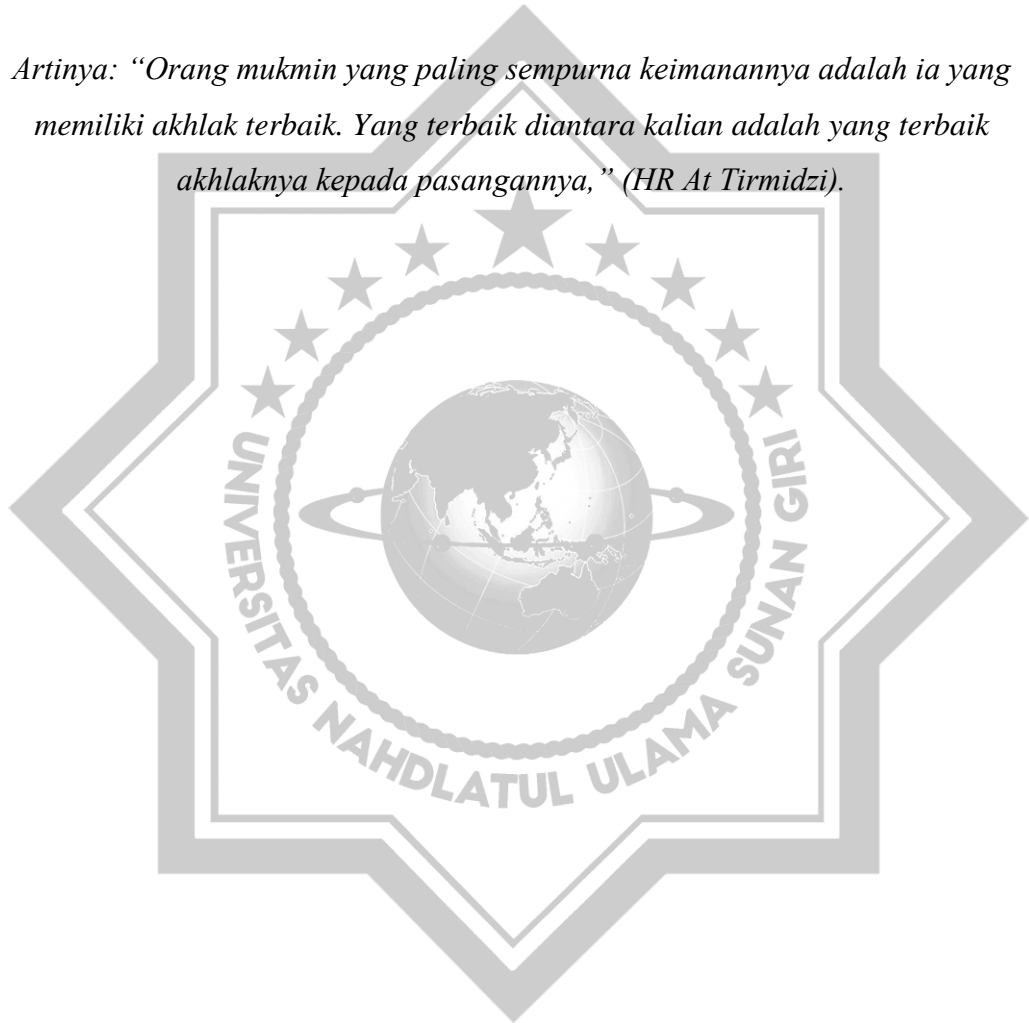 Artinya: “Orang mukmin yang paling sempurna keimanannya adalah ia yang
memiliki akhlak terbaik. Yang terbaik diantara kalian adalah yang terbaik
akhlaknya kepada pasangannya,” (HR At Tirmidzi).
UNIVERSITAS NAHDLATUL ULAMA SUNAN GIRI